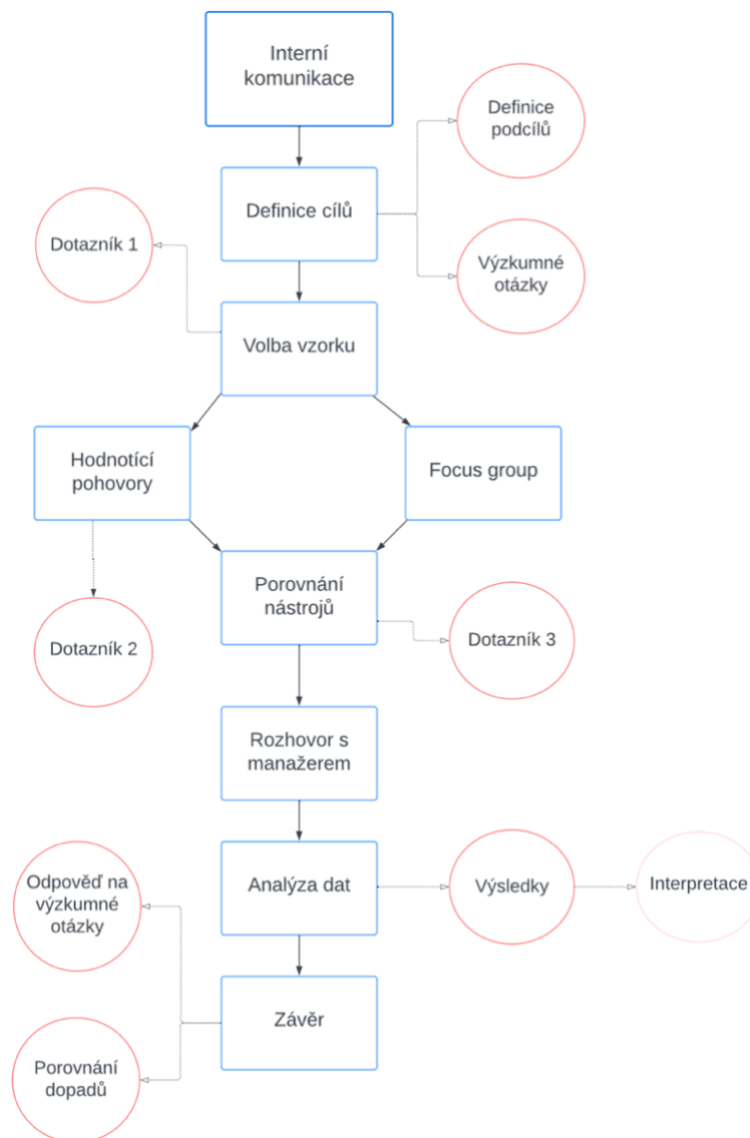 Interní
komunikace
Definice
podcílů
Definice cílů
Dotazník 1
Výzkumné
otázky
Volba vzorku
Hodnotící
pohovory
Focus group
Porovnání
nástrojů
Dotazník 2
Dotazník 3
Rozhovor s
manažerem
Odpověď na
výzkumné
otázky
Analýza dat
Výsledky
Interpretace
Závěr
Porovnání
dopadů